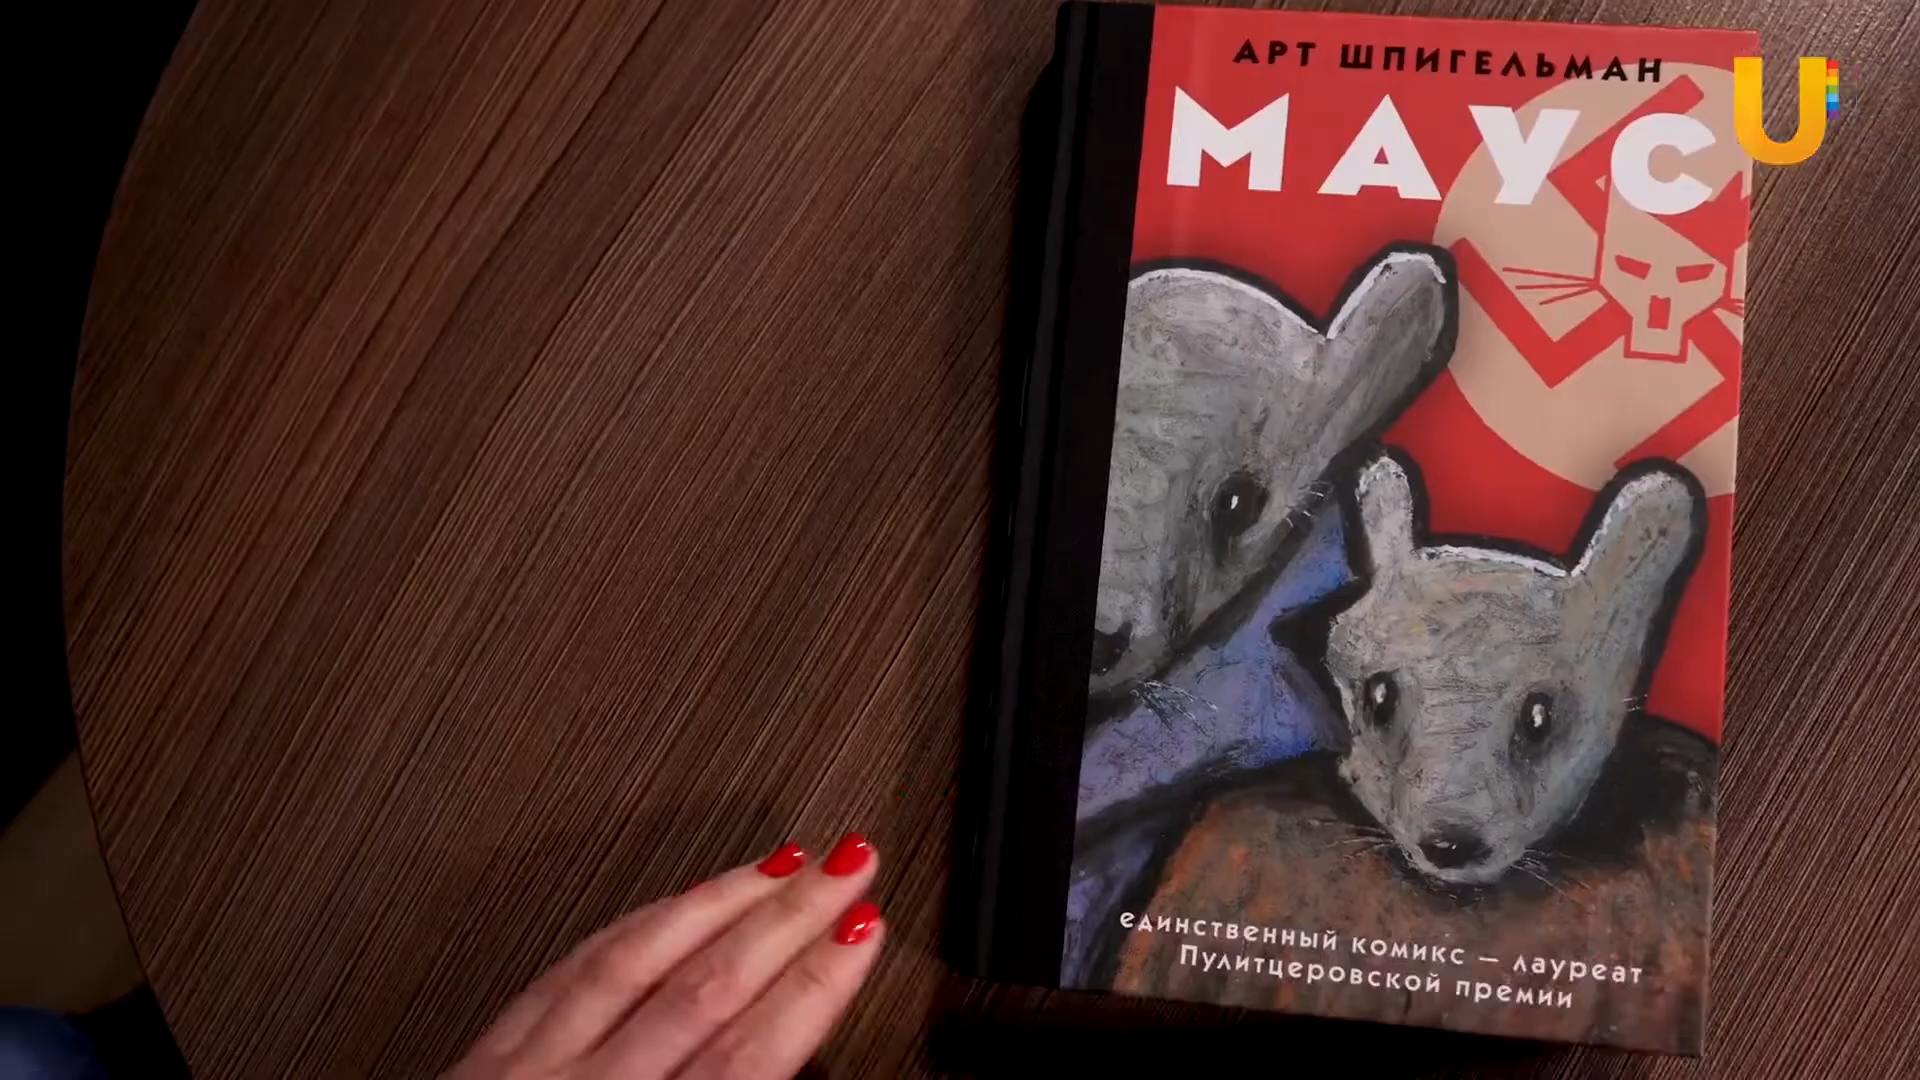 АРТ ШПИГЕЛЬМАН
МАУС
U
единственный комикс – лауреат
Пулитцеровской премии